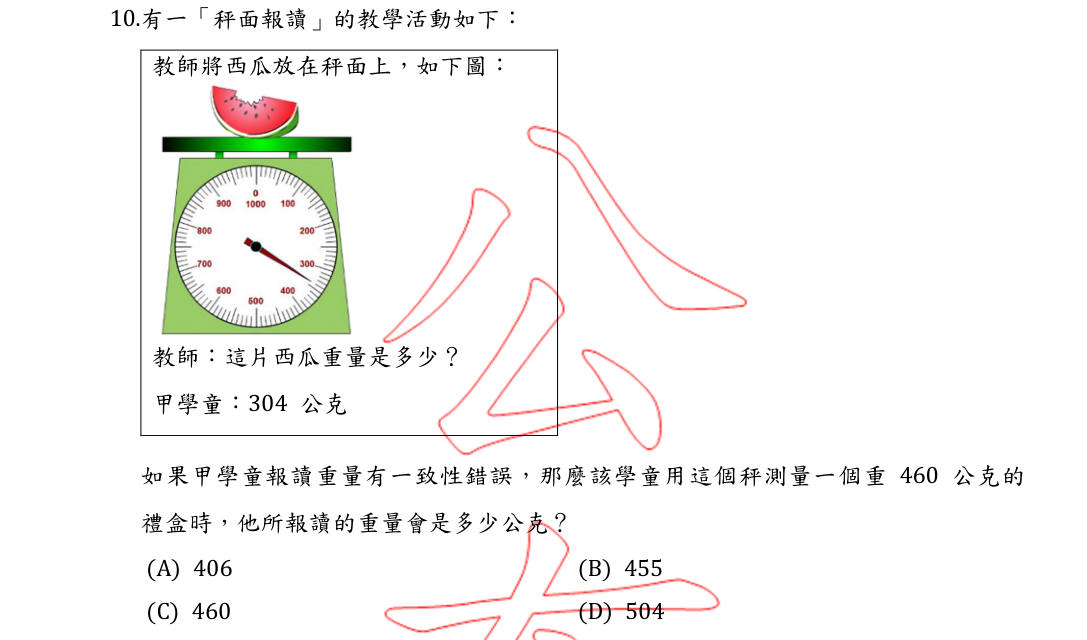 10.有一「秤面報讀」的教學活動如下：
教師將西瓜放在秤面上，如下圖：
0
900 1000 100
800 200
700 300
600 400
500
教師：這片西瓜重量是多少？
甲學童：304 公克
如果甲學童報讀重量有一致性錯誤，那麼該學童用這個秤測量一個重 460 公克的
禮盒時，他所報讀的重量會是多少公克？
(A) 406 (B) 455
(C) 460 (D) 504
公